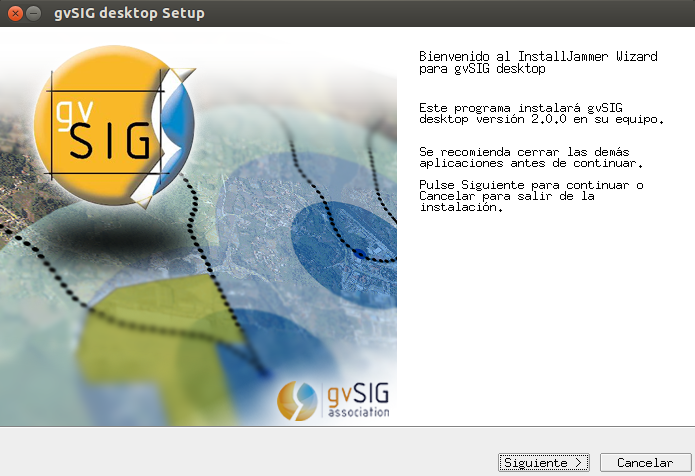 gvSIG desktop Setup
gv
SIG
Bienvenido al InstallJammer Wizard
para gvSIG desktop
Este programa instalará gvSIG
desktop versión 2.0.0 en su equipo.
Se recomienda cerrar las demás
aplicaciones antes de continuar.
Pulse Siguiente para continuar o
Cancelar para salir de la
instalación.
gvSIG
association
Siguiente >
Cancelar